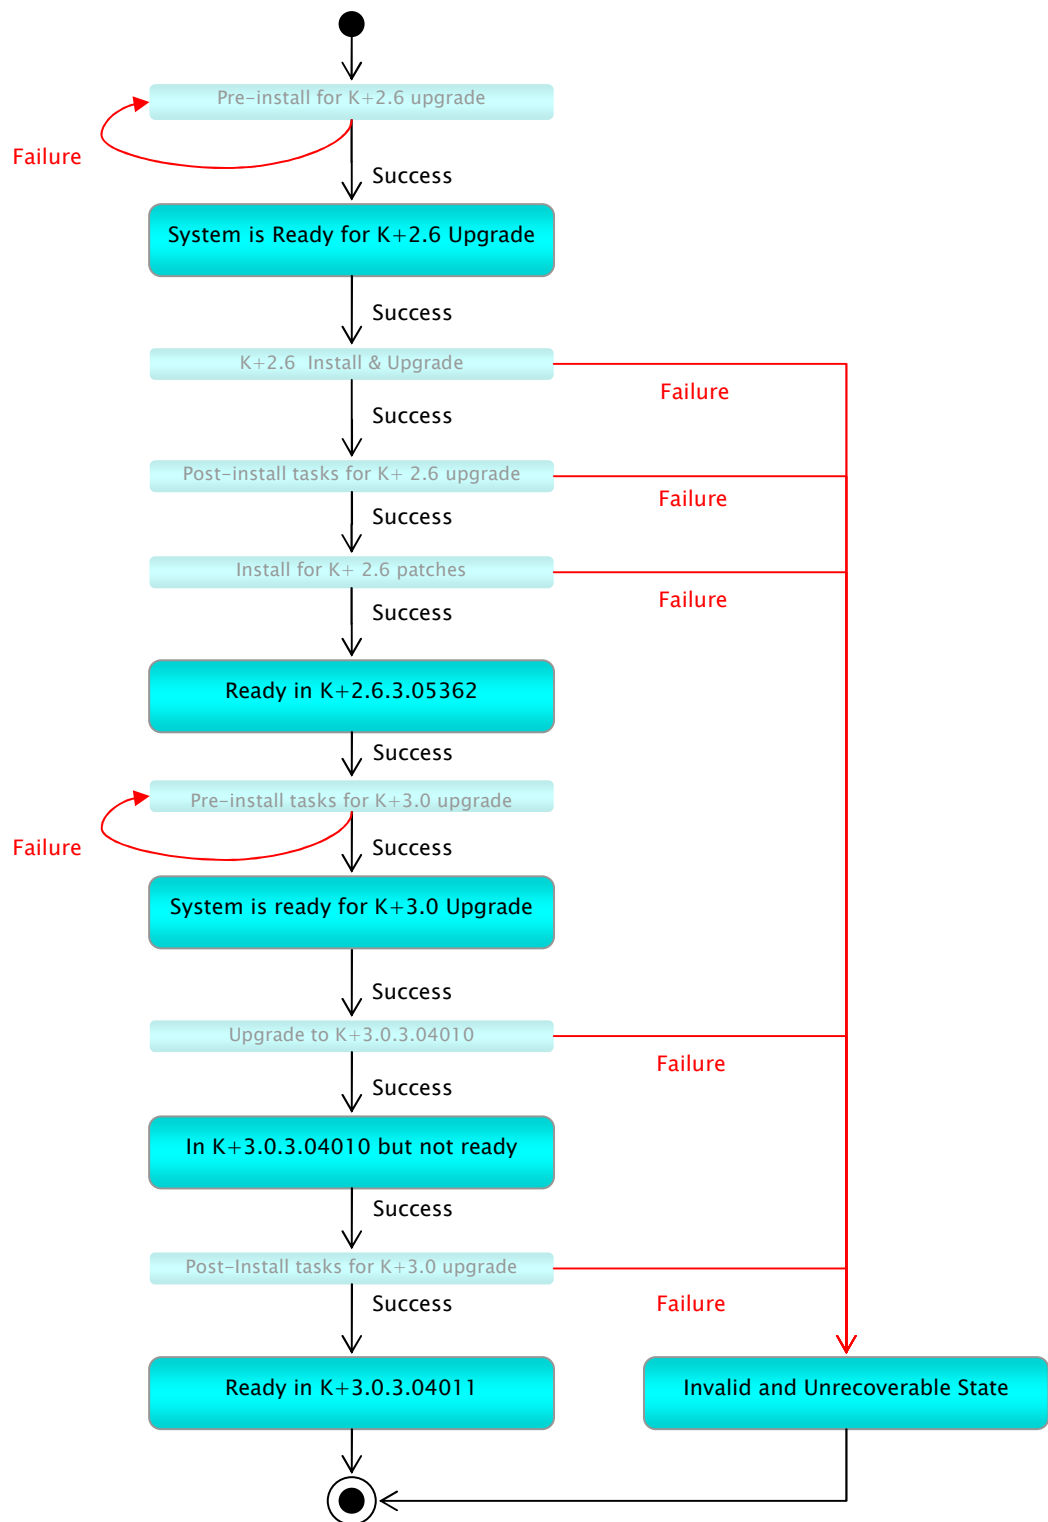 Pre-install for K+2.6 upgrade
Failure
Success
System is Ready for K+2.6 Upgrade
Success
K+2.6  Install & Upgrade
Failure
Success
Post-install tasks for K+ 2.6 upgrade
Failure
Success
Install for K+ 2.6 patches
Failure
Success
Ready in K+2.6.3.05362
Success
Pre-install tasks for K+3.0 upgrade
Failure
Success
System is ready for K+3.0 Upgrade
Success
Upgrade to K+3.0.3.04010
Failure
Success
In K+3.0.3.04010 but not ready
Success
Post-Install tasks for K+3.0 upgrade
Success
Failure
Ready in K+3.0.3.04011
Invalid and Unrecoverable State